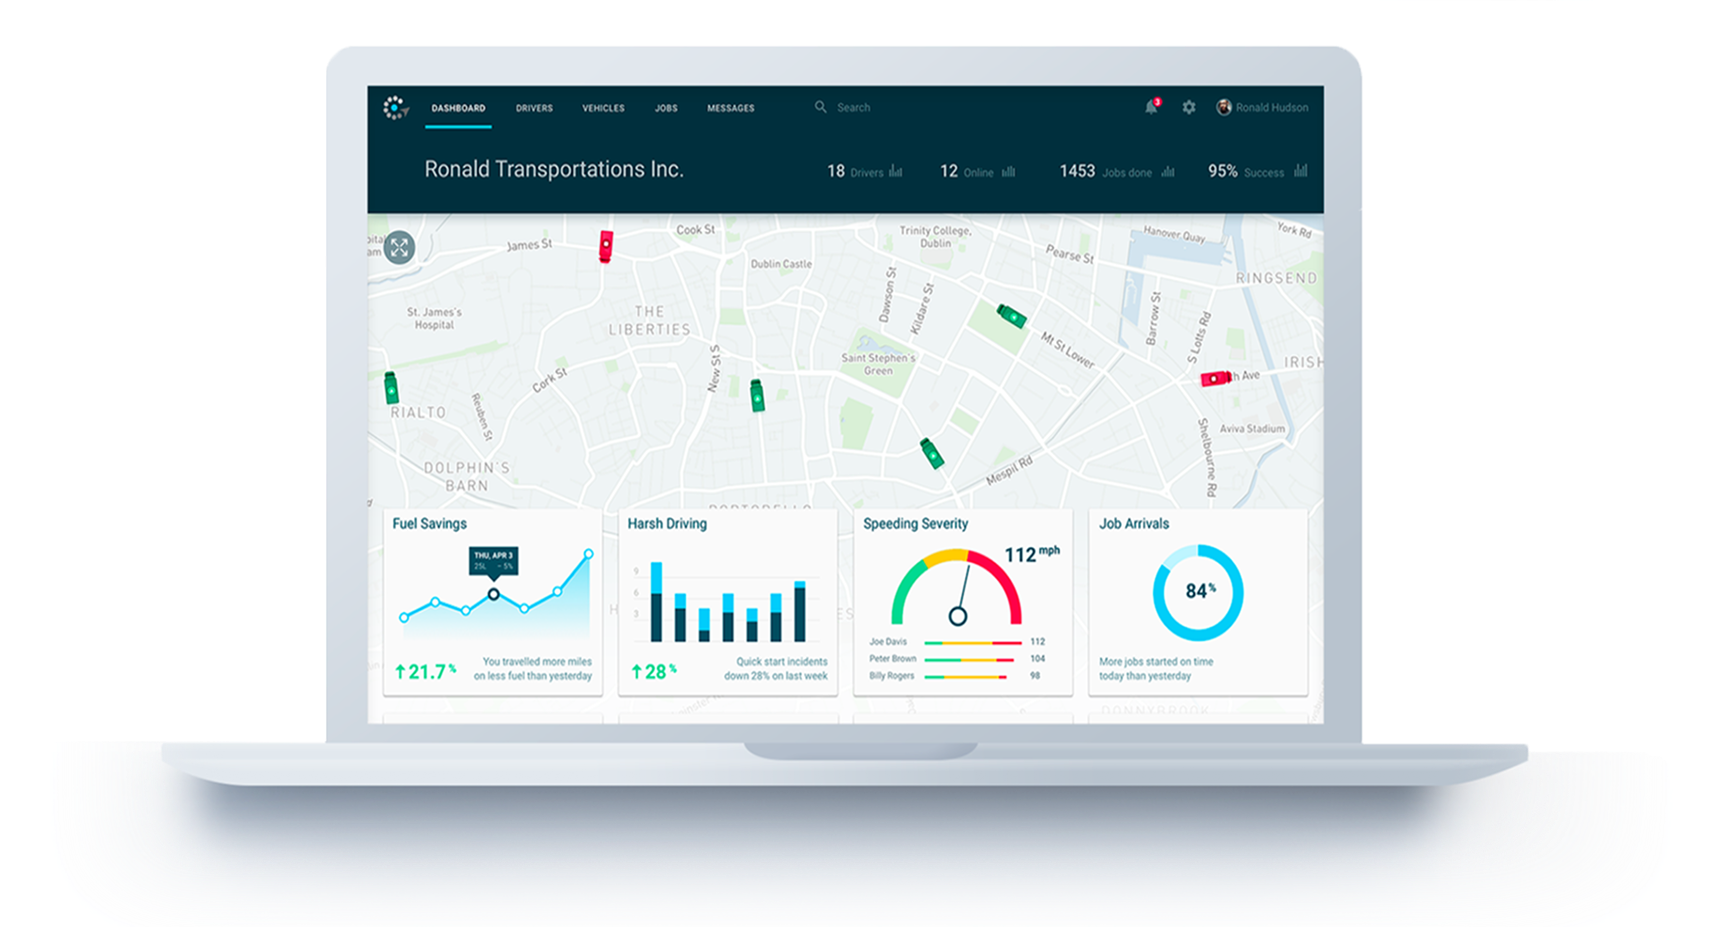 DASHBOARD DRIVERS VEHICLES JOBS MESSAGES Search 3 Ronald Hudson
Ronald Transportations Inc. 18 Drivers 12 Online 1453 Jobs done 95% Success
James St
Cook St
Trinity College,
Dublin
Hanover Quay
York Rd
Pearse St
Dublin Castle
RINGSEND
Dawson St
Kildare St
St. James's
Hospital
THE
LIBERTIES
Barrow St
S Lotts Rd
Mt St Lower
Saint Stephen's
Green
New St S
Cork St
IRISH
th Ave
RIALTO
Reuben St
Shelbourne Rd
Aviva Stadium
DOLPHIN'S
BARN
Mespil Rd
PORTOBELLO
Fuel Savings
THU, APR 3
25L - 5%
↑21.7%
You travelled more miles
on less fuel than yesterday
Harsh Driving
9
6
3
↑28%
Quick start incidents
down 28% on last week
Speeding Severity
112 mph
Joe Davis 112
Peter Brown 104
Billy Rogers 98
Job Arrivals
84%
More jobs started on time
today than yesterday
DONNYBROOK